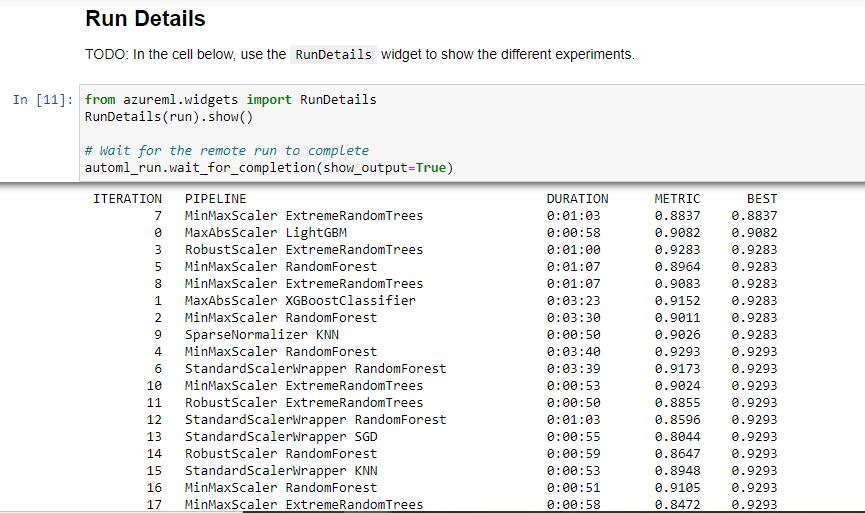 Run Details
TODO: In the cell below, use the RunDetails widget to show the different experiments.
In [11]: from azureml.widgets import RunDetails
RunDetails(run).show()
# Wait for the remote run to complete
automl_run.wait_for_completion(show_output=True)
ITERATION PIPELINE DURATION METRIC BEST
7 MinMaxScaler ExtremeRandomTrees 0:01:03 0.8837 0.8837
0 MaxAbsScaler LightGBM 0:00:58 0.9082 0.9082
3 RobustScaler ExtremeRandomTrees 0:01:00 0.9283 0.9283
5 MinMaxScaler RandomForest 0:01:07 0.8964 0.9283
8 MinMaxScaler ExtremeRandomTrees 0:01:07 0.9083 0.9283
1 MaxAbsScaler XGBoostClassifier 0:03:23 0.9152 0.9283
2 MinMaxScaler RandomForest 0:03:30 0.9011 0.9283
9 SparseNormalizer KNN 0:00:50 0.9026 0.9283
4 MinMaxScaler RandomForest 0:03:40 0.9293 0.9293
6 StandardScalerWrapper RandomForest 0:03:39 0.9173 0.9293
10 MinMaxScaler ExtremeRandomTrees 0:00:53 0.9024 0.9293
11 RobustScaler ExtremeRandomTrees 0:00:50 0.8855 0.9293
12 StandardScalerWrapper RandomForest 0:01:03 0.8596 0.9293
13 StandardScalerWrapper SGD 0:00:55 0.8044 0.9293
14 RobustScaler RandomForest 0:00:59 0.8647 0.9293
15 StandardScalerWrapper KNN 0:00:53 0.8948 0.9293
16 MinMaxScaler RandomForest 0:00:51 0.9105 0.9293
17 MinMaxScaler ExtremeRandomTrees 0:00:58 0.8472 0.9293